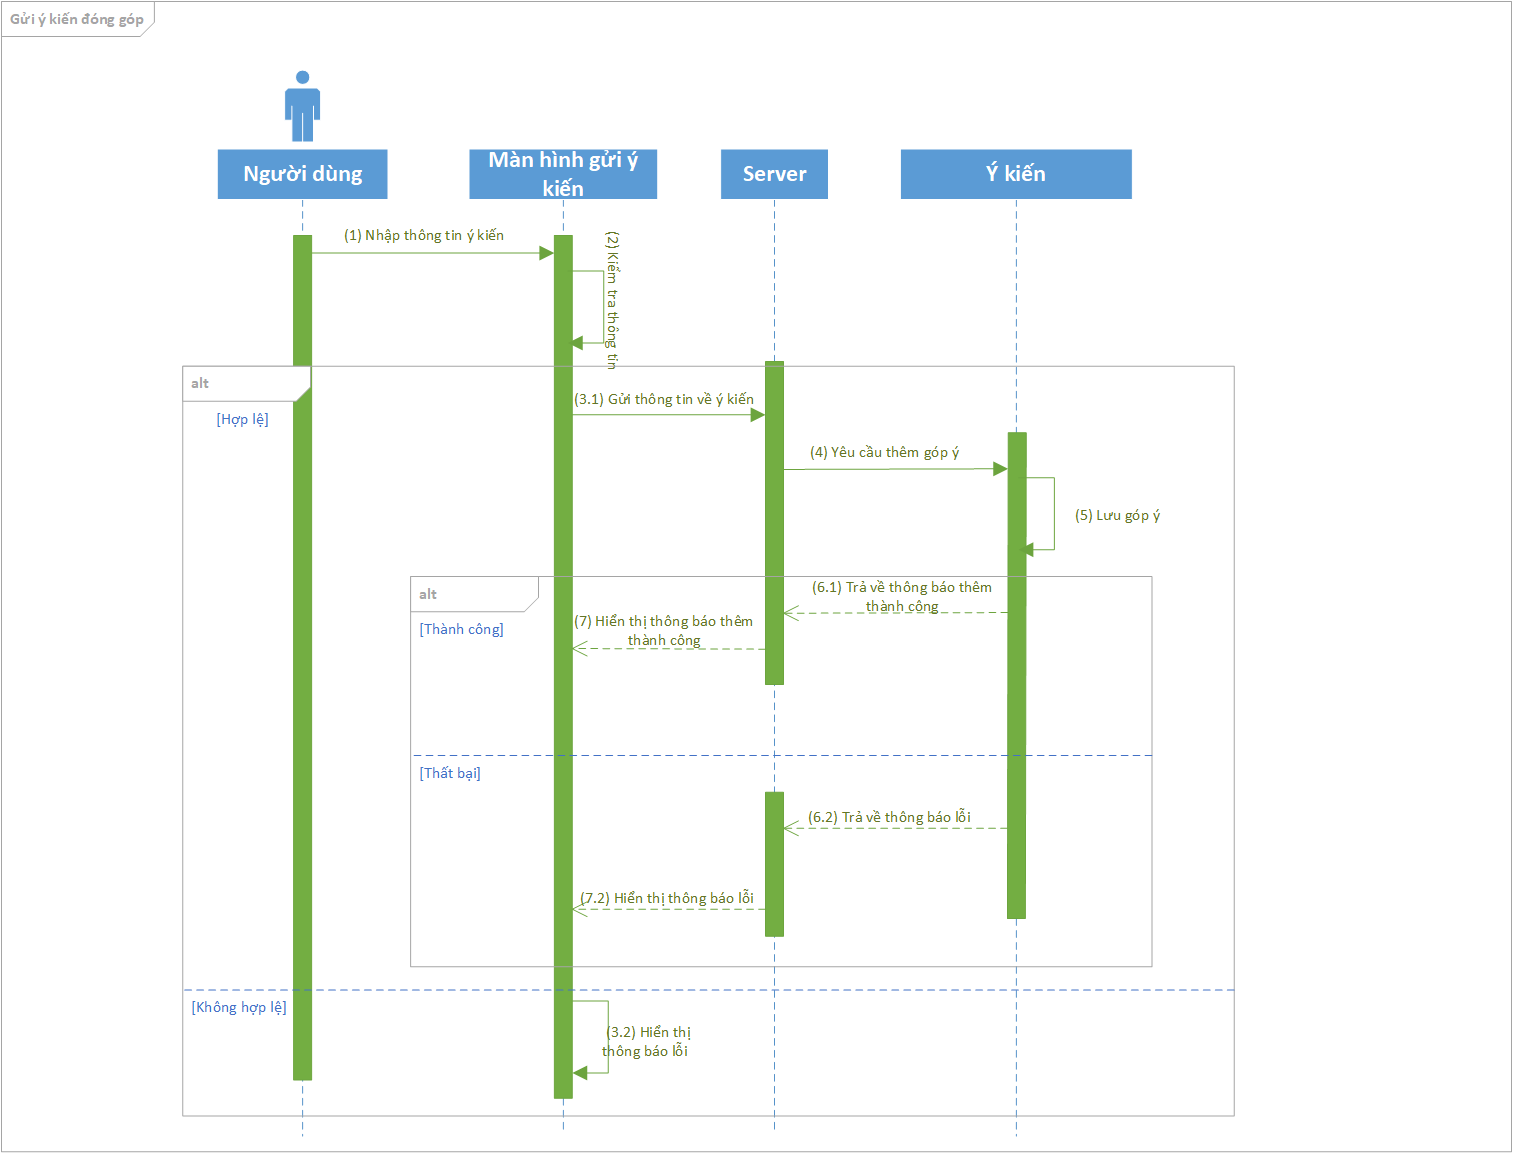 Gửi ý kiến đóng góp
Người dùng
Màn hình gửi ý
kiến
Server
Ý kiến
(1) Nhập thông tin ý kiến
(2) Kiểm tra thông tin
alt
[Hợp lệ]
(3.1) Gửi thông tin về ý kiến
(4) Yêu cầu thêm góp ý
(5) Lưu góp ý
alt
[Thành công]
(6.1) Trả về thông báo thêm
thành công
(7) Hiển thị thông báo thêm
thành công
[Thất bại]
(6.2) Trả về thông báo lỗi
(7.2) Hiển thị thông báo lỗi
[Không hợp lệ]
(3.2) Hiển thị
thông báo lỗi